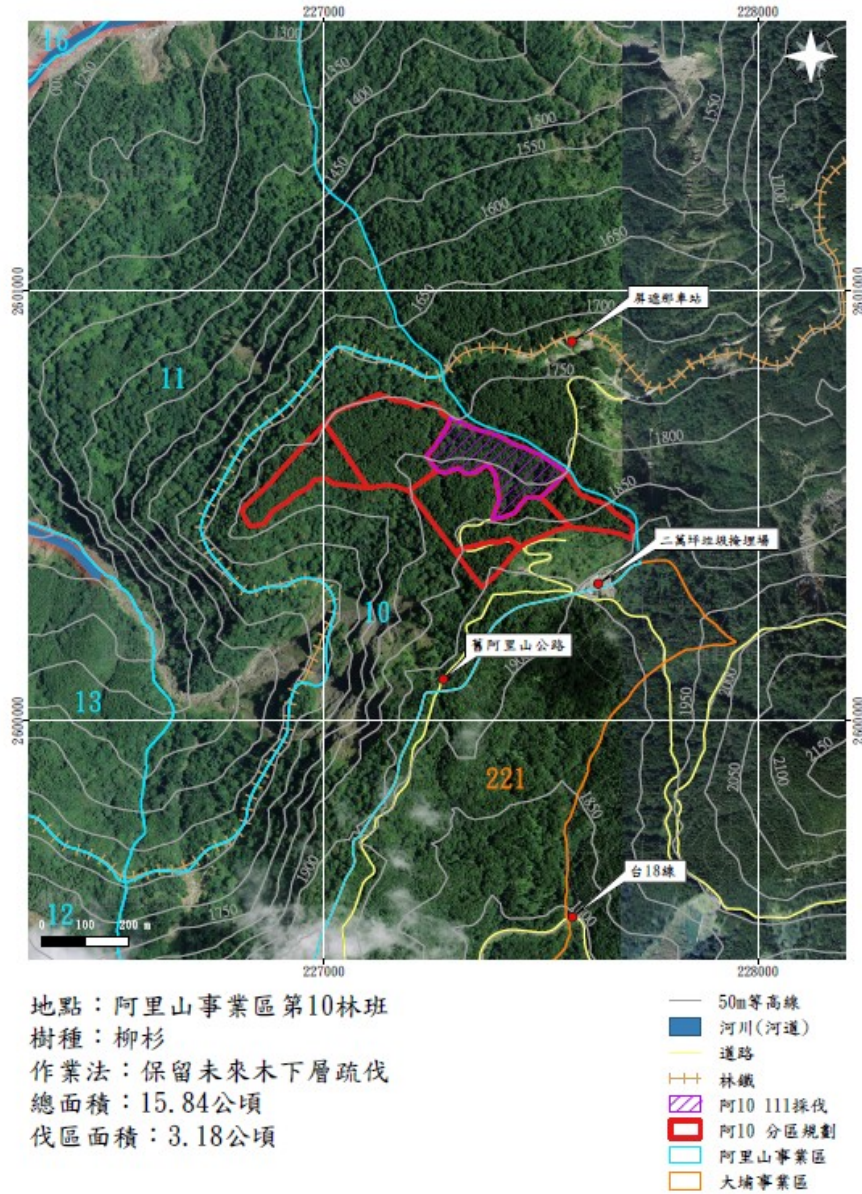 227000
228000
16
1300
1250
1350
1400
1450
1500
1550
1550
1600
1650
1650
1700
1700
1750
1800
1850
2601000
2601000
屏遮那車站
11
二萬坪垃圾掩埋場
10
舊阿里山公路
13
2600000
2600000
221
1950
2000
2050
2100
2150
1850
1900
1750
台18線
12
0 100 200 m
227000
228000
地點：阿里山事業區第10林班
樹種：柳杉
作業法：保留未來木下層疏伐
總面積：15.84公頃
伐區面積：3.18公頃
50m等高線
河川(河道)
道路
林鐵
阿10 111採伐
阿10 分區規劃
阿里山事業區
大埔事業區